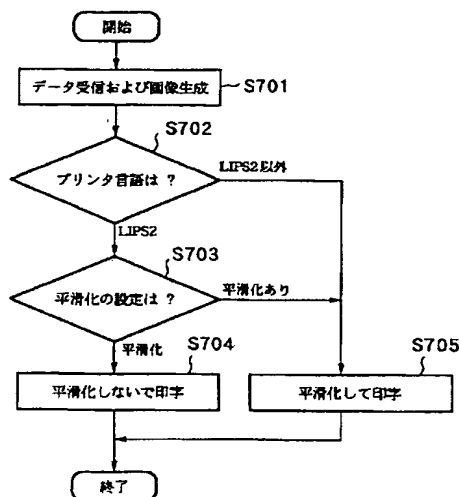 開始
データ受信および画像生成
S701
S702
プリンタ言語は ?
LIPS2以外
LIPS2
S703
平滑化の設定は ?
平滑化あり
平滑化
S704
S705
平滑化しないで印字
平滑化して印字
終了